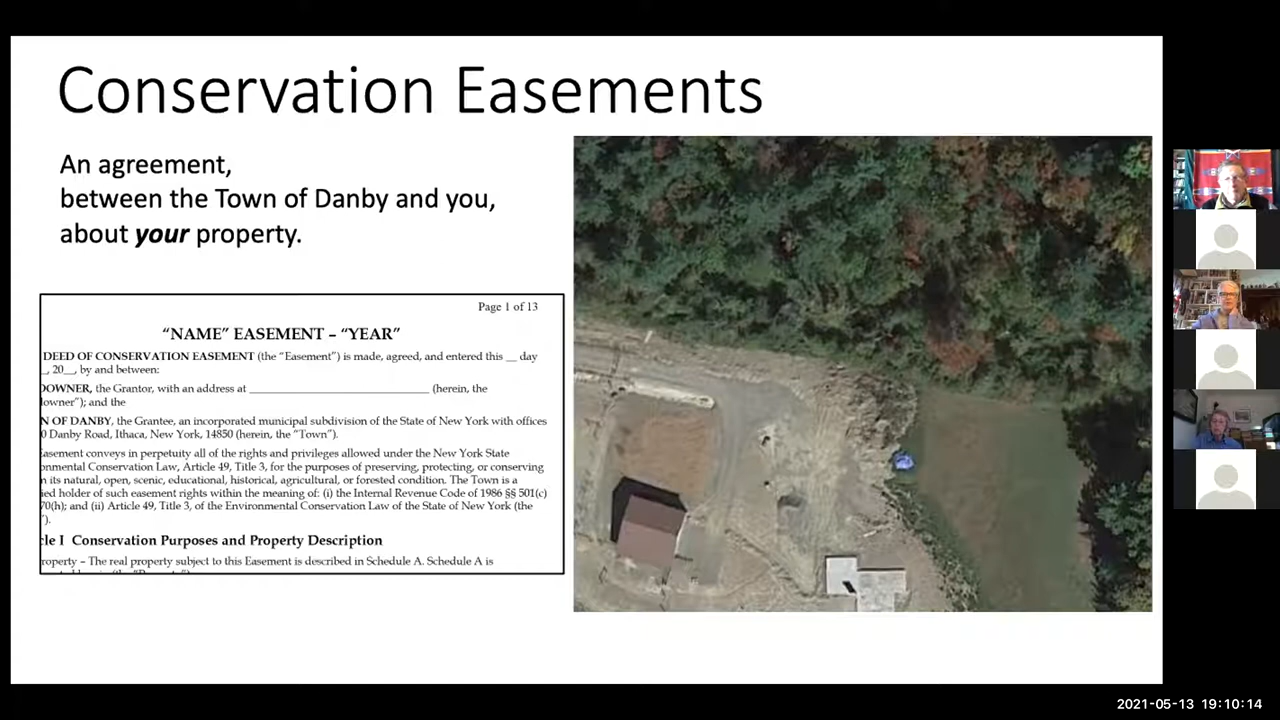 Conservation Easements
An agreement,
between the Town of Danby and you,
about your property.
Page 1 of 13
“NAME” EASEMENT – “YEAR”
DEED OF CONSERVATION EASEMENT (the “Easement”) is made, agreed, and entered this __ day
_, 20__, by and between:
DOWNER, the Grantor, with an address at ______________________________ (herein, the
downer”); and the
N OF DANBY, the Grantee, an incorporated municipal subdivision of the State of New York with offices
0 Danby Road, Ithaca, New York, 14850 (herein, the “Town”).
asement conveys in perpetuity all of the rights and privileges allowed under the New York State
onmental Conservation Law, Article 49, Title 3, for the purposes of preserving, protecting, or conserving
n its natural, open, scenic, educational, historical, agricultural, or forested condition. The Town is a
ied holder of such easement rights within the meaning of: (i) the Internal Revenue Code of 1986 §§ 501(c)
70(h); and (ii) Article 49, Title 3, of the Environmental Conservation Law of the State of New York (the
”).
cle I Conservation Purposes and Property Description
roperty – The real property subject to this Easement is described in Schedule A. Schedule A is
2021-05-13 19:10:14